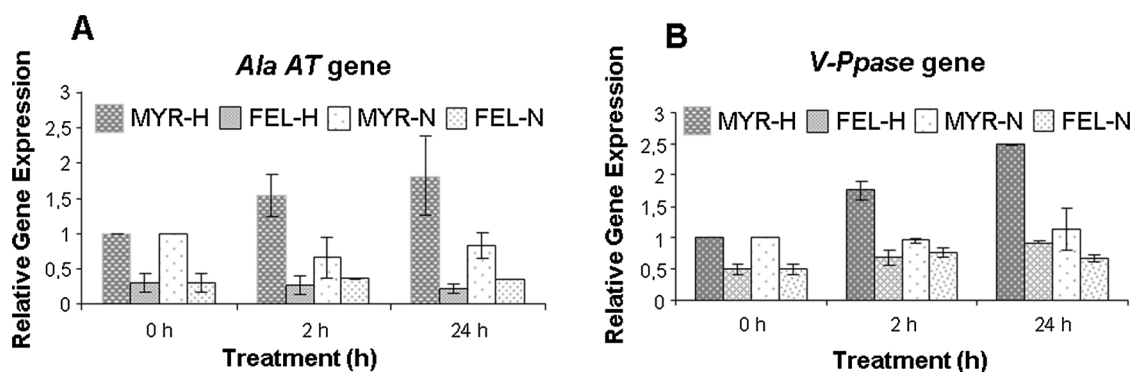 A
Ala AT gene
Relative Gene Expression
3
2,5
2
1,5
1
0,5
0
MYR-H FEL-H MYR-N FEL-N
0 h 2 h 24 h
Treatment (h)
B
V-Ppase gene
Relative Gene Expression
3
2,5
2
1,5
1
0,5
0
MYR-H FEL-H MYR-N FEL-N
0 h 2 h 24 h
Treatment (h)